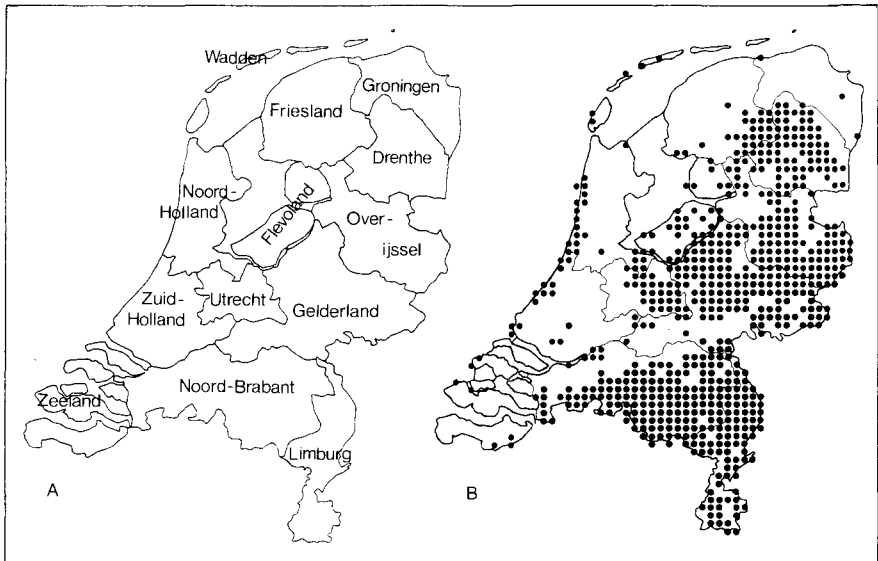 Wadden
Groningen
Friesland
Drenthe
Noord-
Holland
Flevoland
Over-
ijssel
Zuid-
Holland
Utrecht
Gelderland
Noord-Brabant
Zeeland
Limburg
A
B